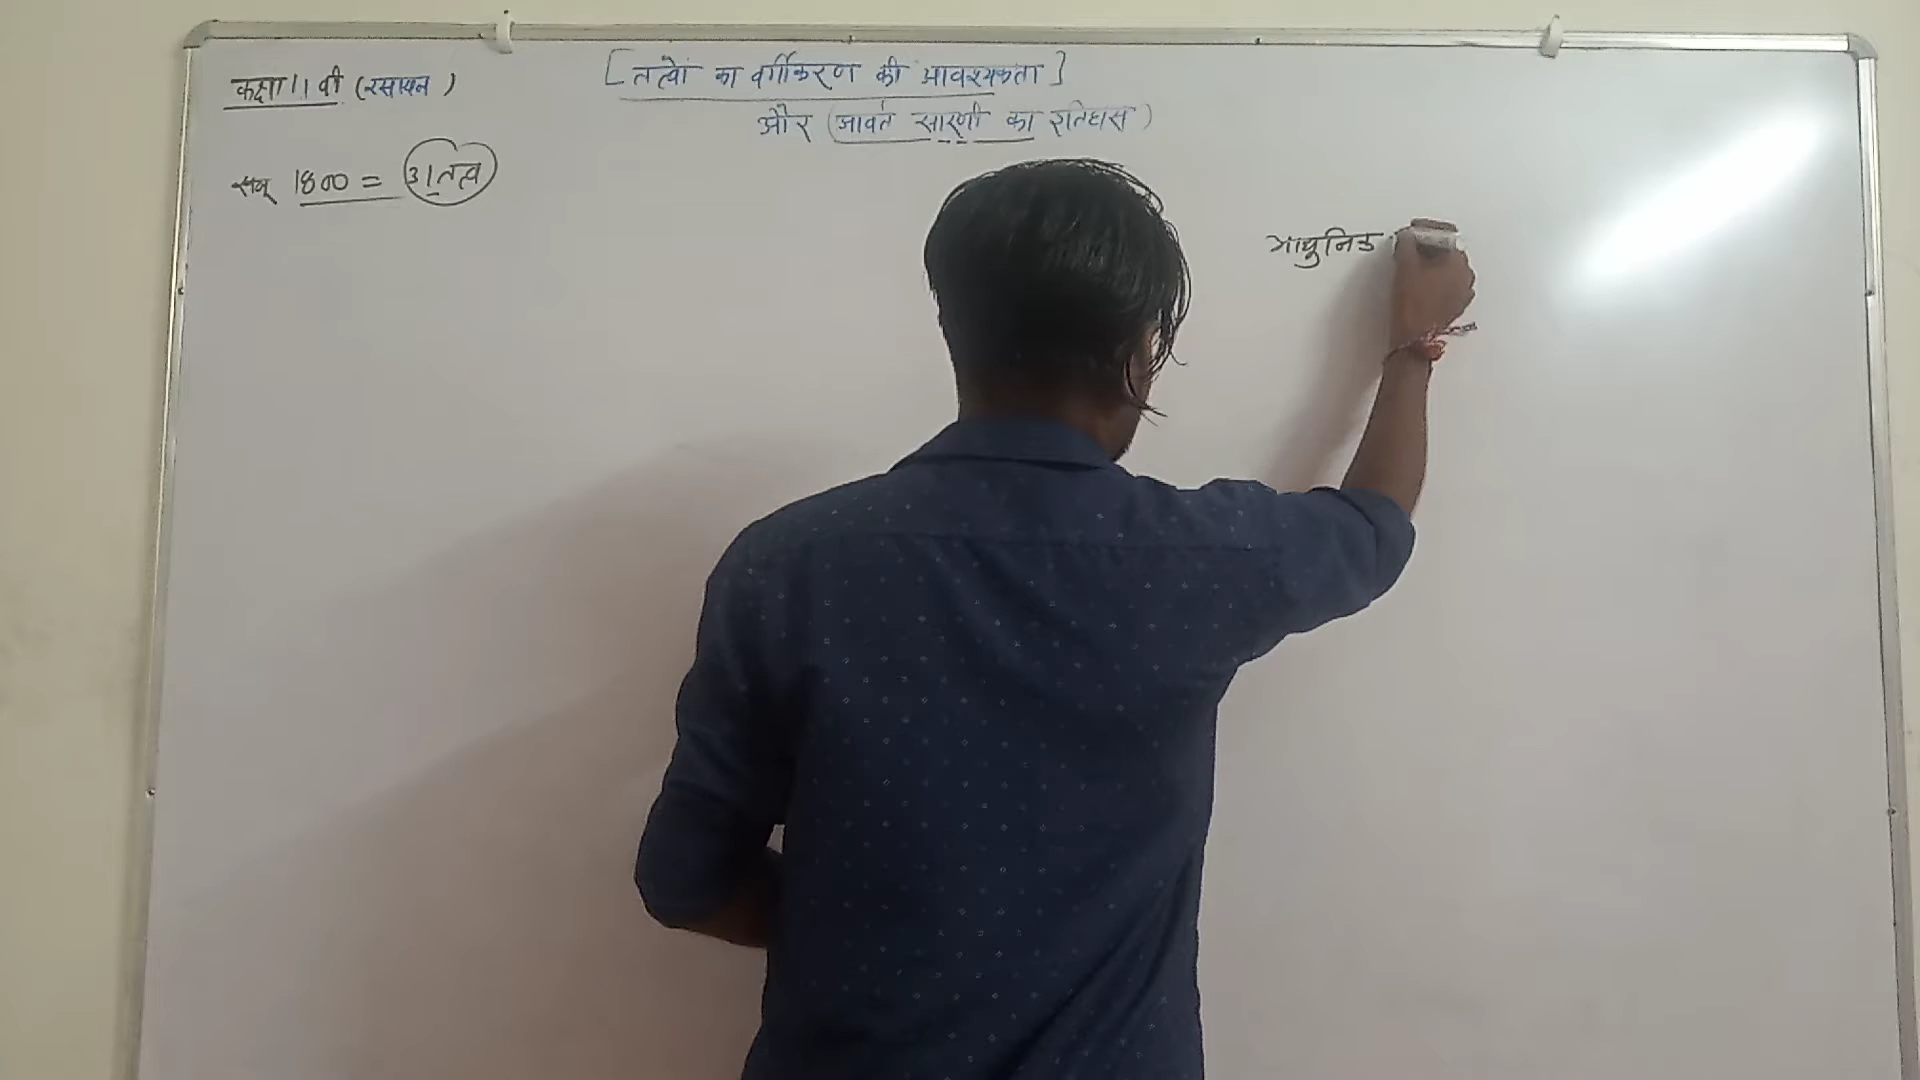 कक्षा 11 वी (रसायन)
[तत्वों का वर्गीकरण की आवश्यकता]
और (आवर्त सारणी का इतिहास)
सन् 1800 = 31 तत्व
आधुनिक